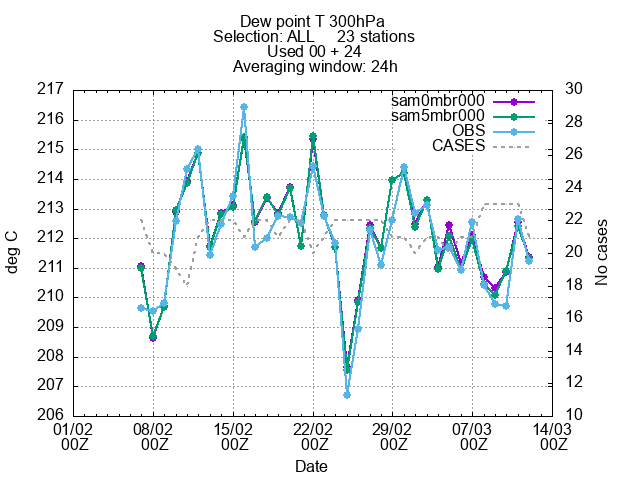 Dew point T 300hPa
Selection: ALL 23 stations
Used 00 + 24
Averaging window: 24h
sam0mbr000
sam5mbr000
OBS
CASES
217
216
215
214
213
212
211
210
209
208
207
206
deg C
30
28
26
24
22
20
18
16
14
12
10
No cases
01/02 08/02 15/02 22/02 29/02 07/03 14/03
00Z 00Z 00Z 00Z 00Z 00Z 00Z
Date